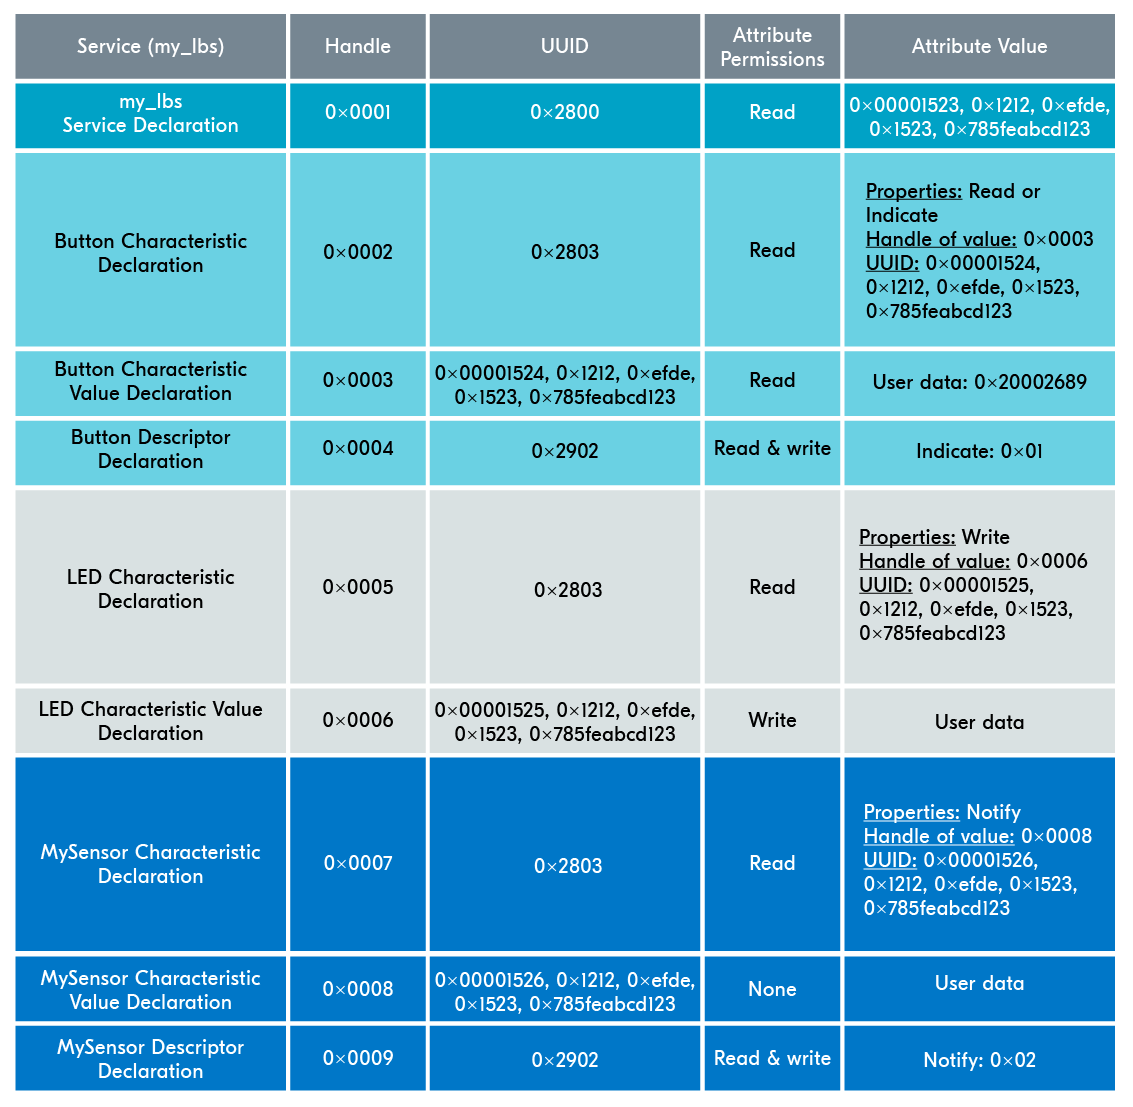 Service (my_lbs)
Handle
UUID
Attribute
Permissions
Attribute Value
my_lbs
Service Declaration
0×0001
0×2800
Read
0×00001523, 0×1212, 0×efde,
0×1523, 0×785feabcd123
Button Characteristic
Declaration
0×0002
0×2803
Read
Properties: Read or
Indicate
Handle of value: 0×0003
UUID: 0×00001524,
0×1212, 0×efde, 0×1523,
0×785feabcd123
Button Characteristic
Value Declaration
0×0003
0×00001524, 0×1212, 0×efde,
0×1523, 0×785feabcd123
Read
User data: 0×20002689
Button Descriptor
Declaration
0×0004
0×2902
Read & write
Indicate: 0×01
LED Characteristic
Declaration
0×0005
0×2803
Read
Properties: Write
Handle of value: 0×0006
UUID: 0×00001525,
0×1212, 0×efde, 0×1523,
0×785feabcd123
LED Characteristic Value
Declaration
0×0006
0×00001525, 0×1212, 0×efde,
0×1523, 0×785feabcd123
Write
User data
MySensor Characteristic
Declaration
0×0007
0×2803
Read
Properties: Notify
Handle of value: 0×0008
UUID: 0×00001526,
0×1212, 0×efde, 0×1523,
0×785feabcd123
MySensor Characteristic
Value Declaration
0×0008
0×00001526, 0×1212, 0×efde,
0×1523, 0×785feabcd123
None
User data
MySensor Descriptor
Declaration
0×0009
0×2902
Read & write
Notify: 0×02